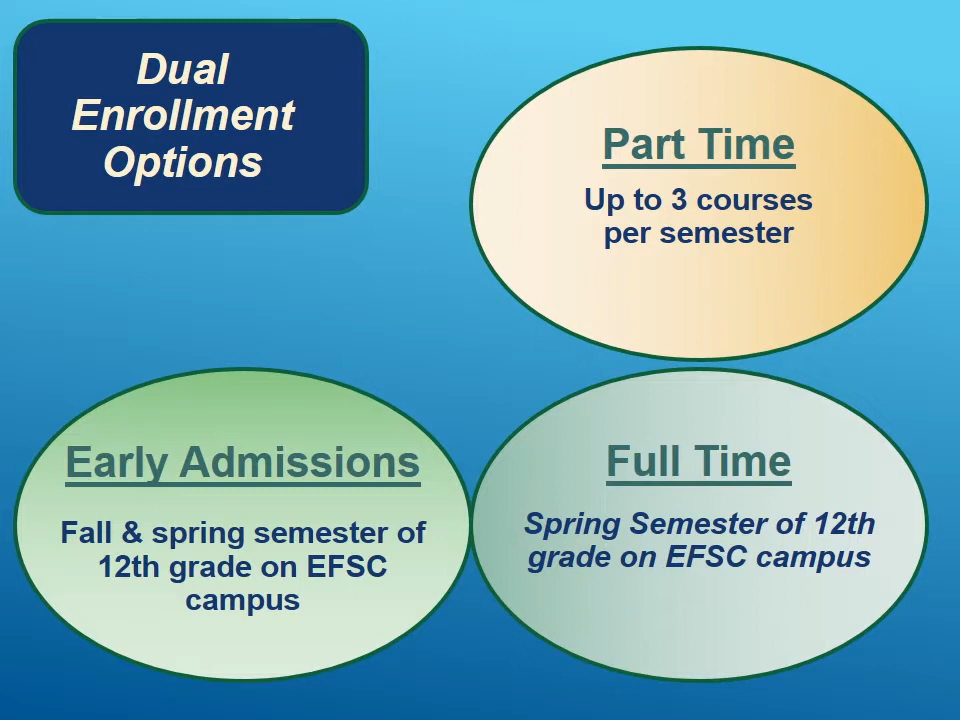 Dual
Enrollment
Options
Part Time
Up to 3 courses
per semester
Early Admissions
Fall & spring semester of
12th grade on EFSC
campus
Full Time
Spring Semester of 12th
grade on EFSC campus